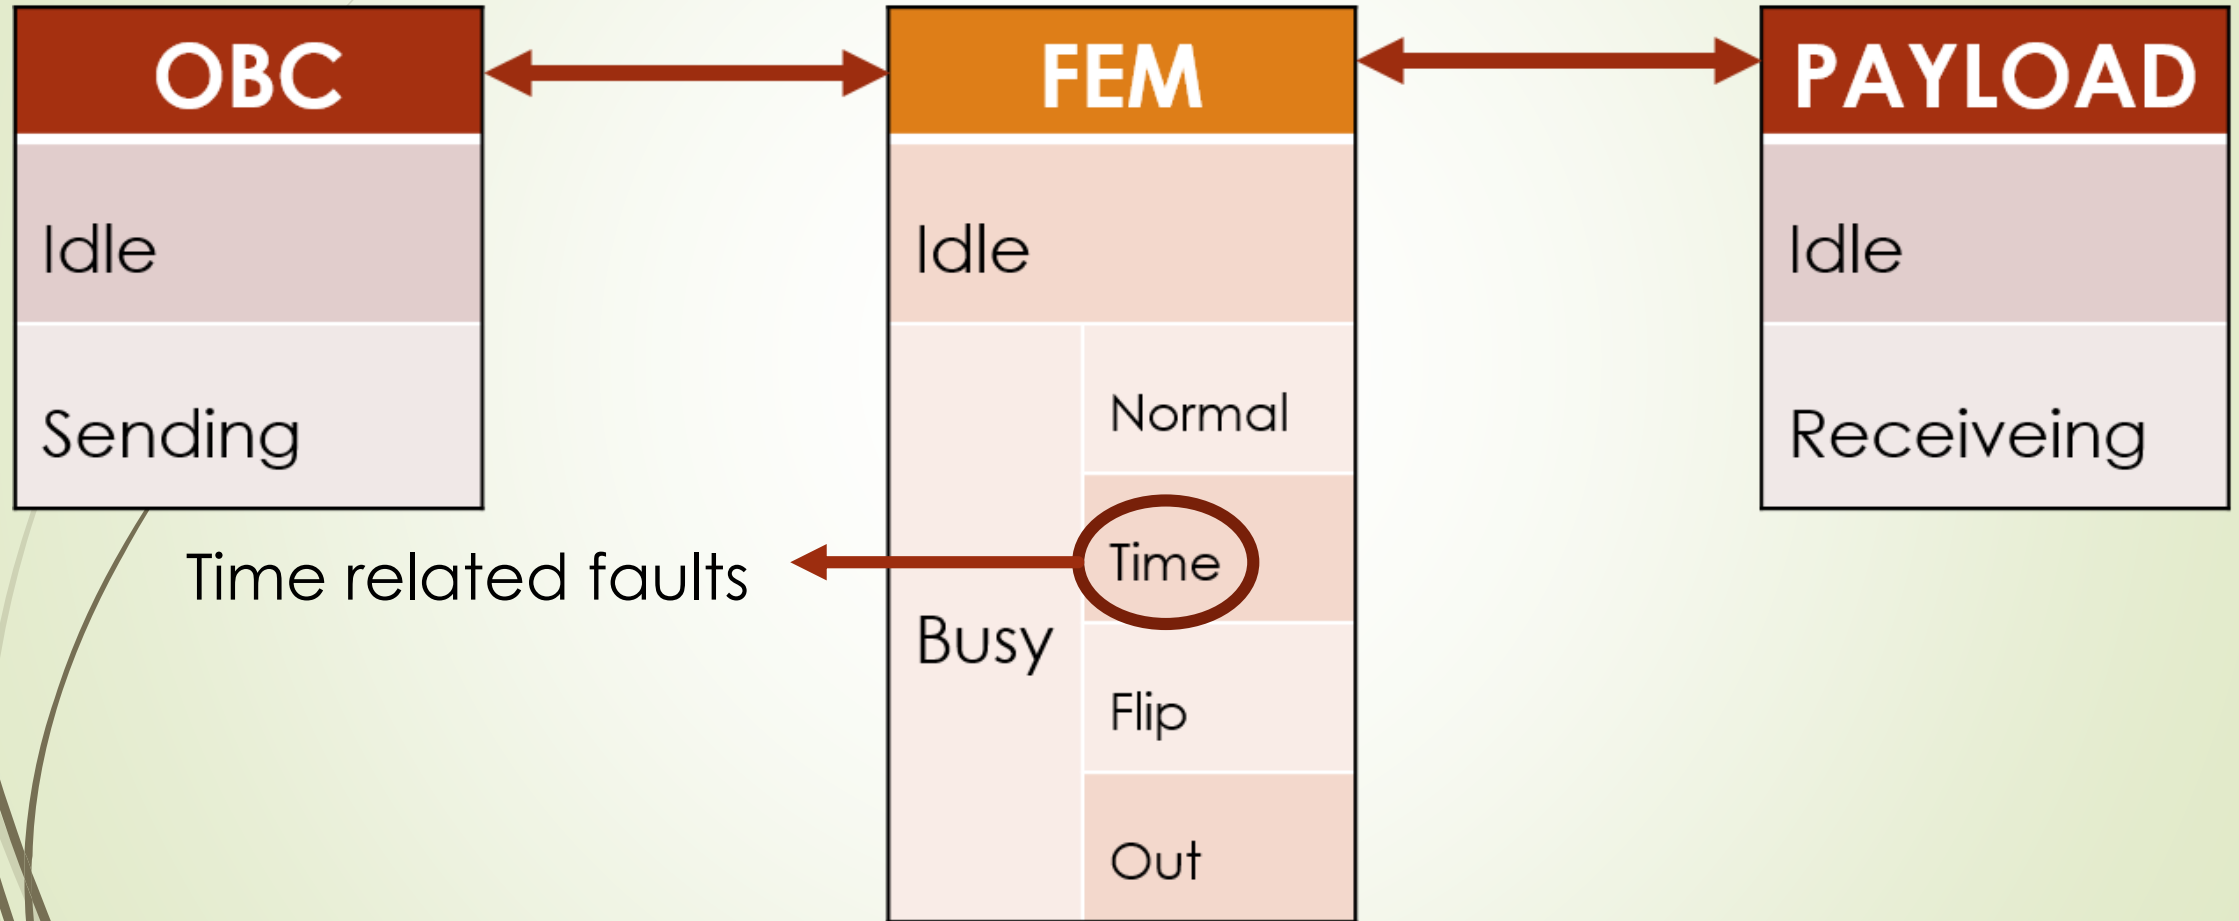 OBC
FEM
PAYLOAD
Idle
Idle
Idle
Sending
Normal
Receiveing
Time related faults
Time
Busy
Flip
Out